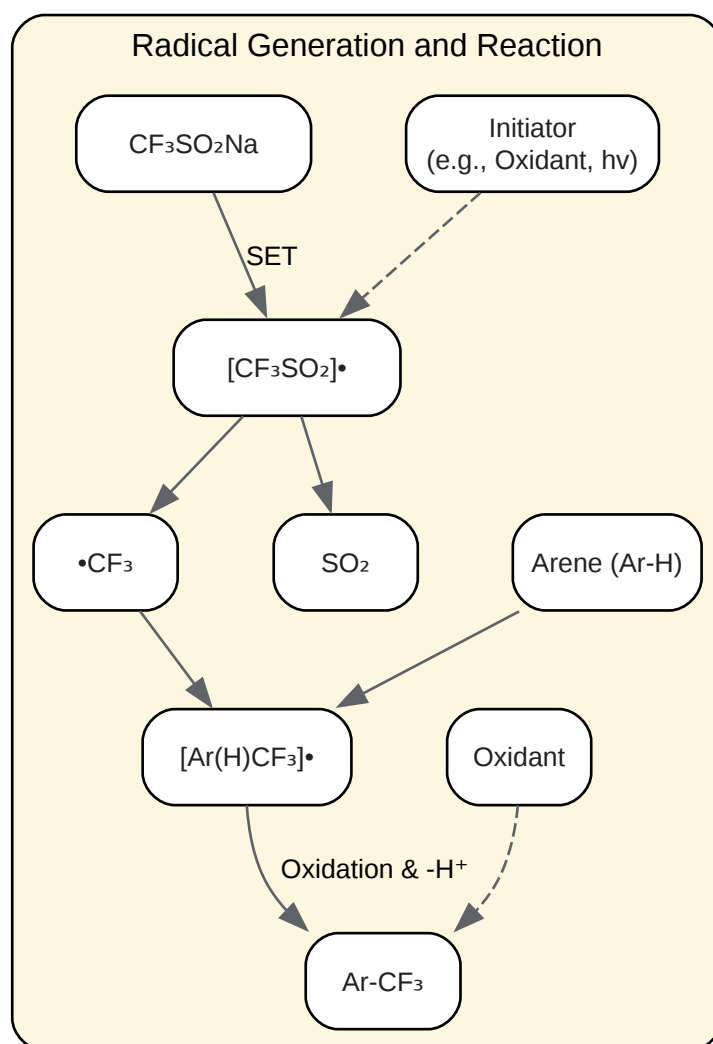 Radical Generation and Reaction
CF₃SO₂Na
Initiator
(e.g., Oxidant, hv)
SET
[CF₃SO₂]•
•CF₃
SO₂
Arene (Ar-H)
[Ar(H)CF₃]•
Oxidant
Oxidation & -H⁺
Ar-CF₃